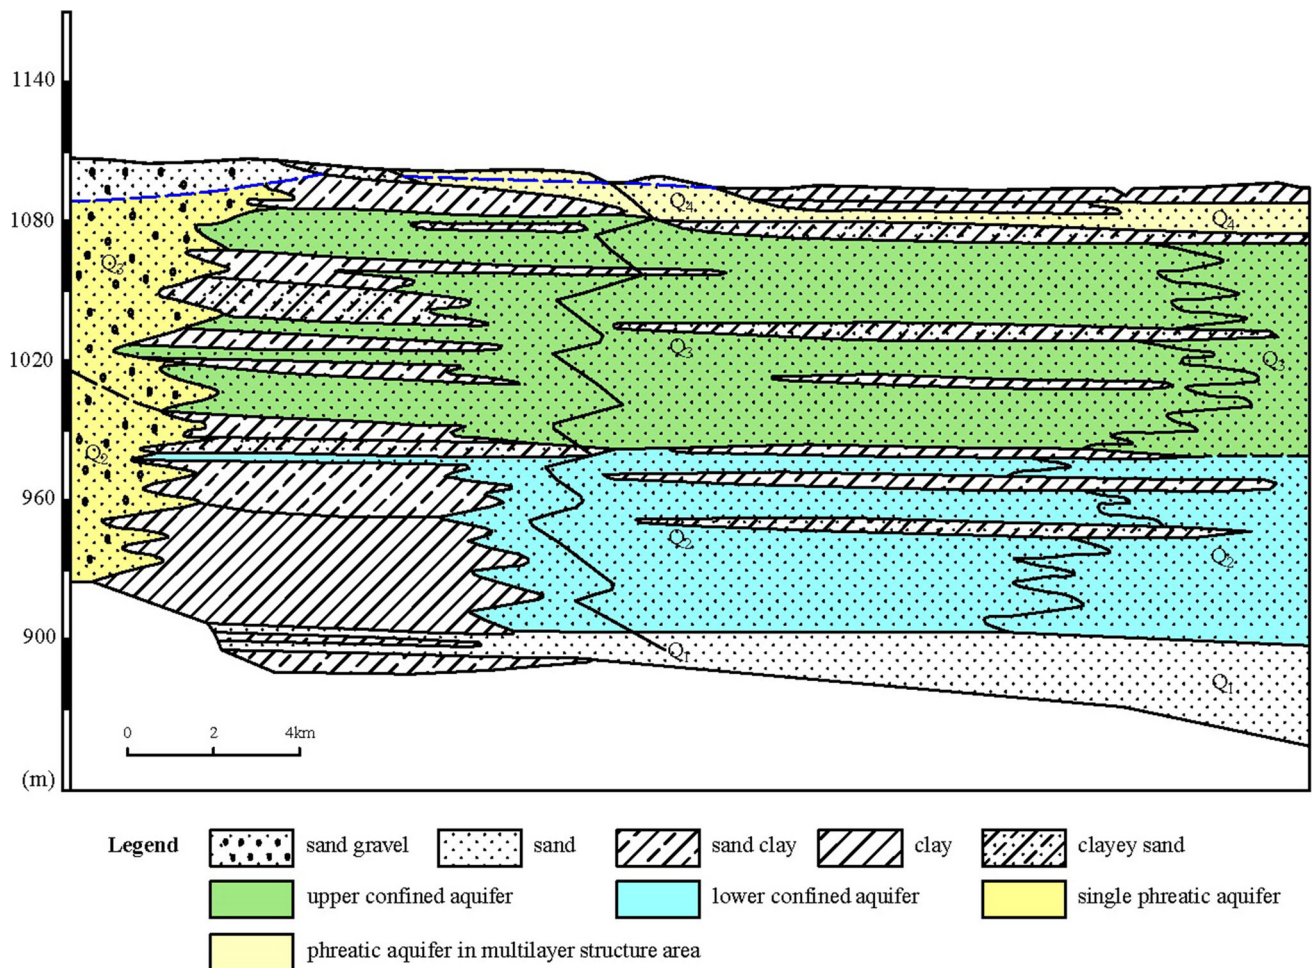 1140
1080
1020
960
900
(m)
Q4
Q4
Q3
Q3
Q3
Q2
Q2
Q2
Q1
Q1
0 2 4km
Legend sand gravel sand sand clay clay clayey sand
upper confined aquifer lower confined aquifer single phreatic aquifer
phreatic aquifer in multilayer structure area